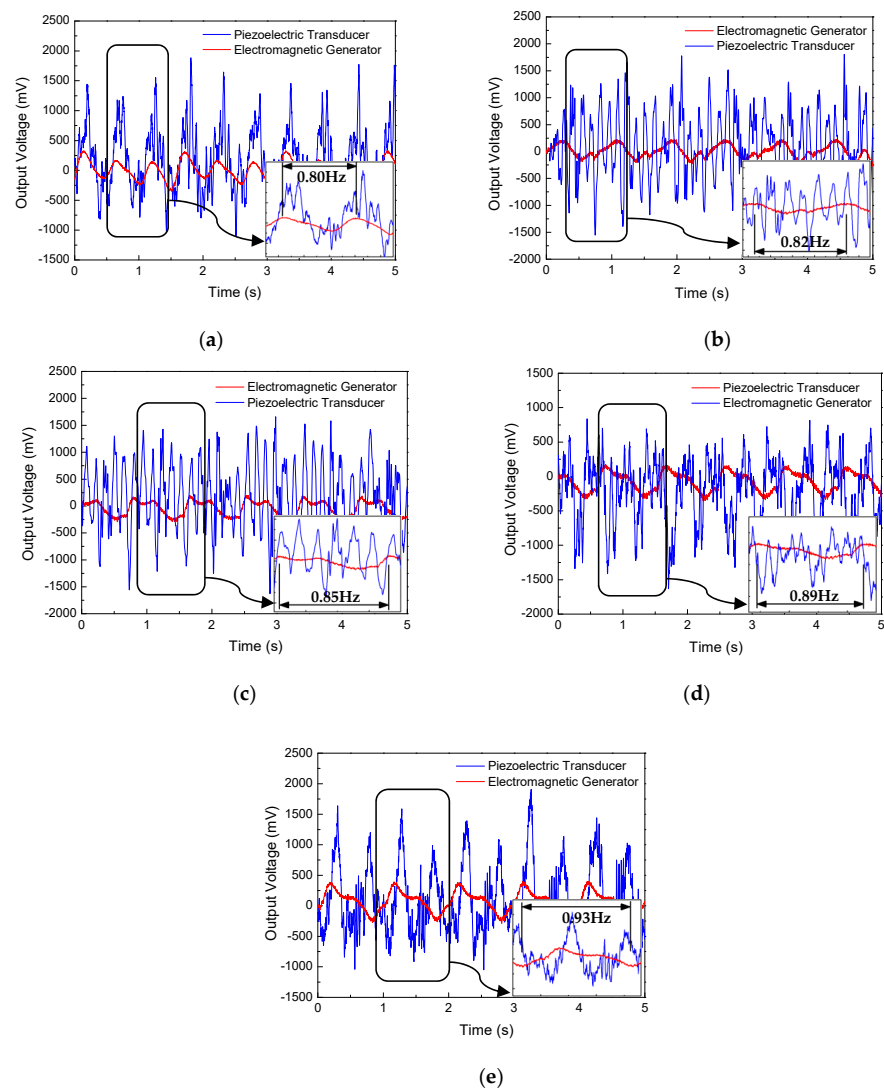 2500
2000
1500
1000
500
0
-500
-1000
-1500
Output Voltage (mV)
Piezoelectric Transducer
Electromagnetic Generator
0.80Hz
0 1 2 3 4 5
Time (s)
(a)
2500
2000
1500
1000
500
0
-500
-1000
-1500
-2000
Output Voltage (mV)
Electromagnetic Generator
Piezoelectric Transducer
0.82Hz
0 1 2 3 4 5
Time (s)
(b)
2500
2000
1500
1000
500
0
-500
-1000
-1500
-2000
Output Voltage (mV)
Electromagnetic Generator
Piezoelectric Transducer
0.85Hz
0 1 2 3 4 5
Time (s)
(c)
1500
1000
500
0
-500
-1000
-1500
-2000
Output Voltage (mV)
Piezoelectric Transducer
Electromagnetic Generator
0.89Hz
0 1 2 3 4 5
Time (s)
(d)
2500
2000
1500
1000
500
0
-500
-1000
-1500
Output Voltage (mV)
Piezoelectric Transducer
Electromagnetic Generator
0.93Hz
0 1 2 3 4 5
Time (s)
(e)